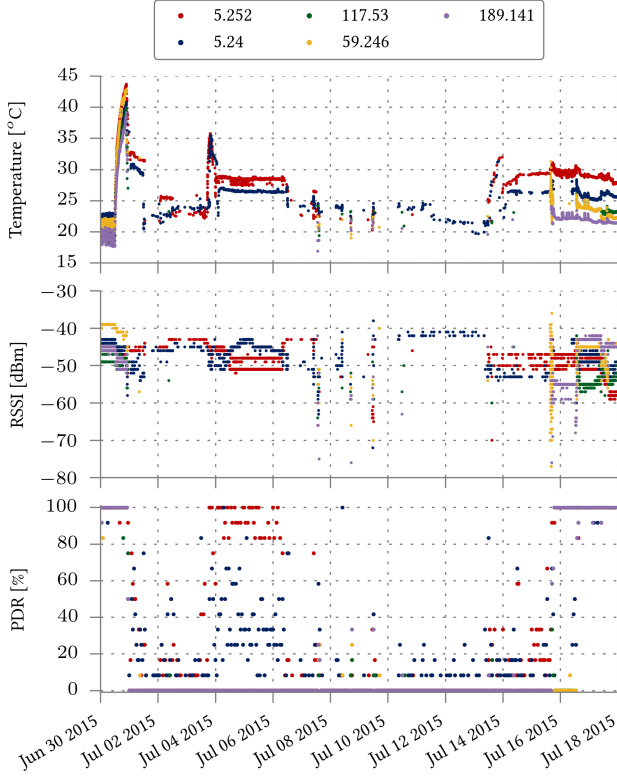 5.252 117.53 189.141
5.24 59.246
Temperature [°C]
45
40
35
30
25
20
15
RSSI [dBm]
−30
−40
−50
−60
−70
−80
PDR [%]
100
80
60
40
20
0
Jun 30 2015
Jul 02 2015
Jul 04 2015
Jul 06 2015
Jul 08 2015
Jul 10 2015
Jul 12 2015
Jul 14 2015
Jul 16 2015
Jul 18 2015